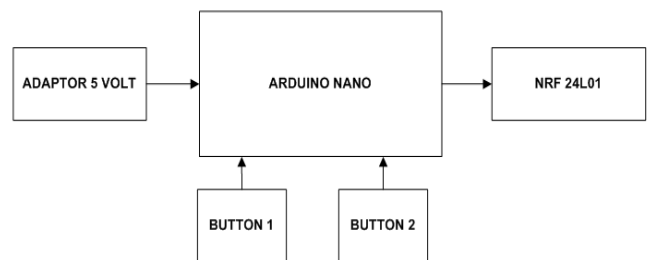 ADAPTOR 5 VOLT
ARDUINO NANO
NRF 24L01
BUTTON 1
BUTTON 2